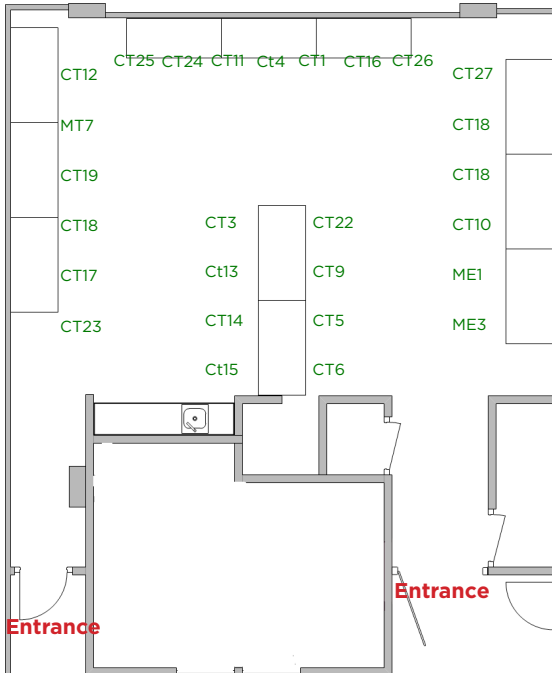 CT25 CT24 CT11 Ct4 CT1 CT16 CT26
CT12
MT7
CT19
CT18
CT17
CT23
CT3
Ct13
CT14
Ct15
CT22
CT9
CT5
CT6
CT27
CT18
CT18
CT10
ME1
ME3
Entrance
Entrance